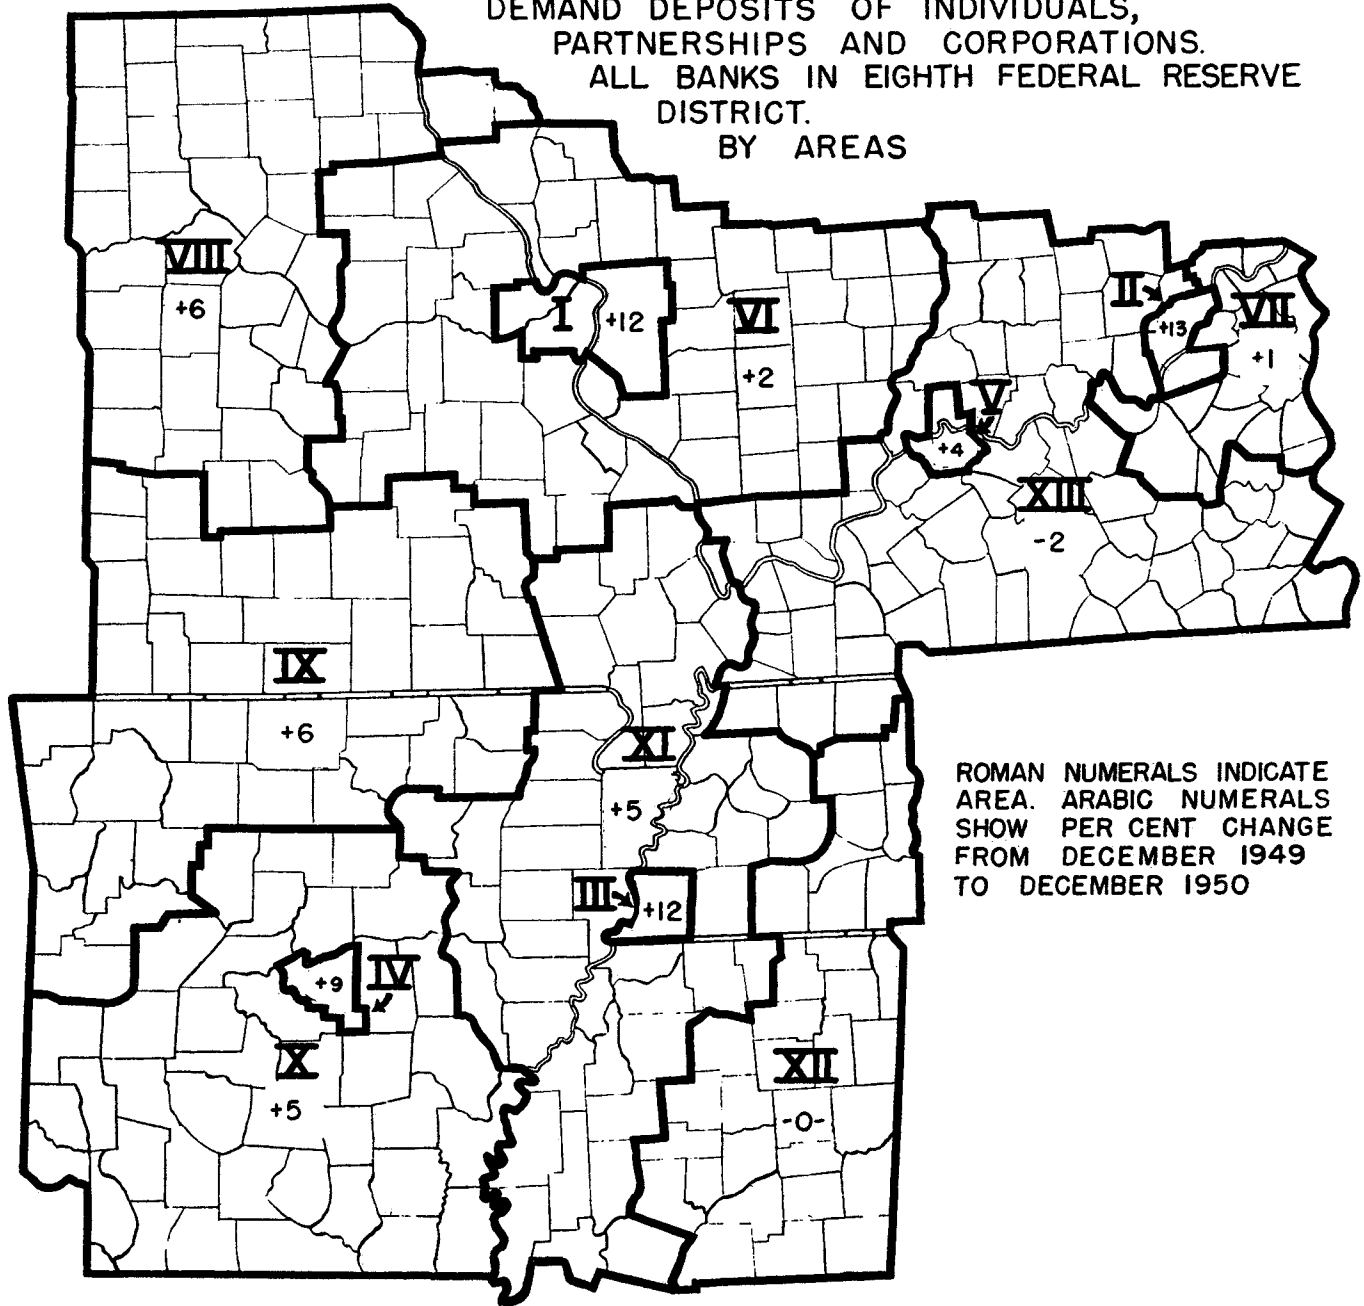 DEMAND DEPOSITS OF INDIVIDUALS,
PARTNERSHIPS AND CORPORATIONS.
ALL BANKS IN EIGHTH FEDERAL RESERVE
DISTRICT.
BY AREAS
VIII
+6
I
+12
VI
+2
II
+13
VII
+1
V
+4
XIII
-2
IX
+6
XI
+5
ROMAN NUMERALS INDICATE
AREA. ARABIC NUMERALS
SHOW PER CENT CHANGE
FROM DECEMBER 1949
TO DECEMBER 1950
III
+12
IV
+9
X
+5
XII
-0-